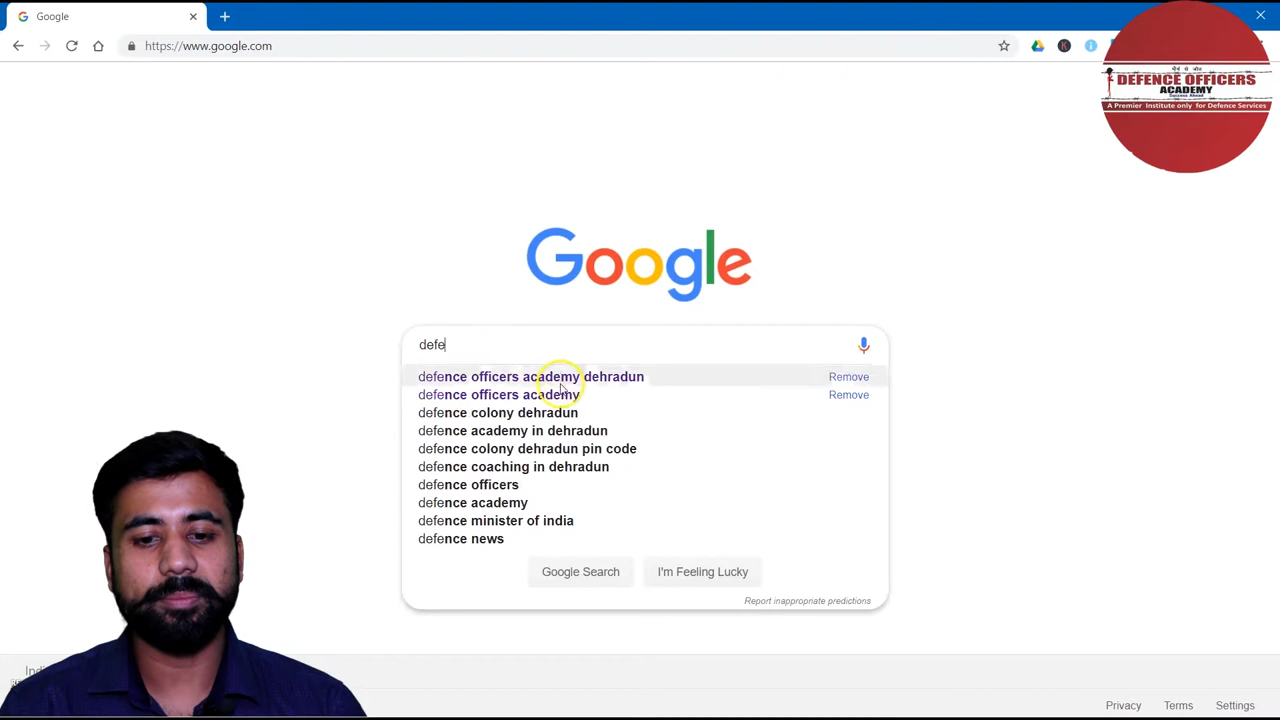 Google
https://www.google.com
धैर्य से जीत
DEFENCE OFFICERS
ACADEMY
Success Ahead
A Premier Institute only for Defence Services
Google
defe
defence officers academy dehradun Remove
defence officers academy Remove
defence colony dehradun
defence academy in dehradun
defence colony dehradun pin code
defence coaching in dehradun
defence officers
defence academy
defence minister of india
defence news
Google Search I'm Feeling Lucky
Report inappropriate predictions
Privacy Terms Settings